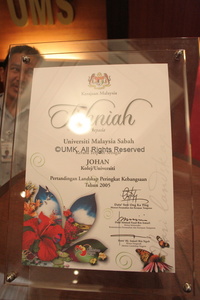 UMS
Kerajaan Malaysia
Tahniah
Kepada
Universiti Malaysia Sabah
©UMK, All Rights Reserved
JOHAN
Kolej/Universiti
Pertandingan Landskap Peringkat Kebangsaan
Tahun 2005